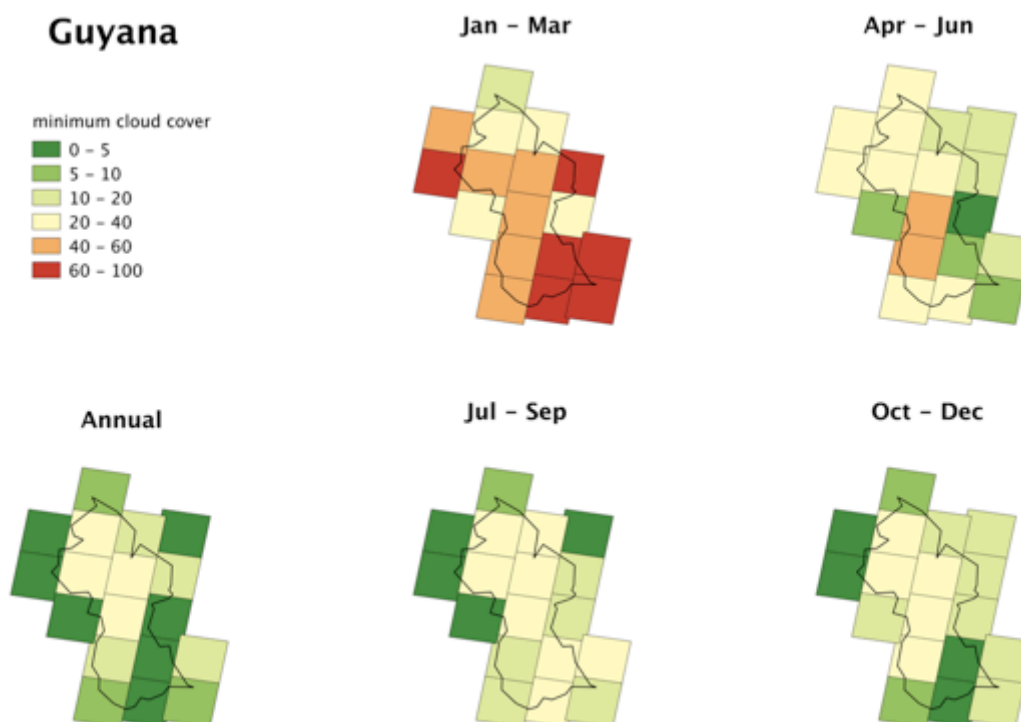 Guyana
minimum cloud cover
0 – 5
5 – 10
10 – 20
20 – 40
40 – 60
60 – 100
Jan – Mar
Apr – Jun
Annual
Jul – Sep
Oct – Dec